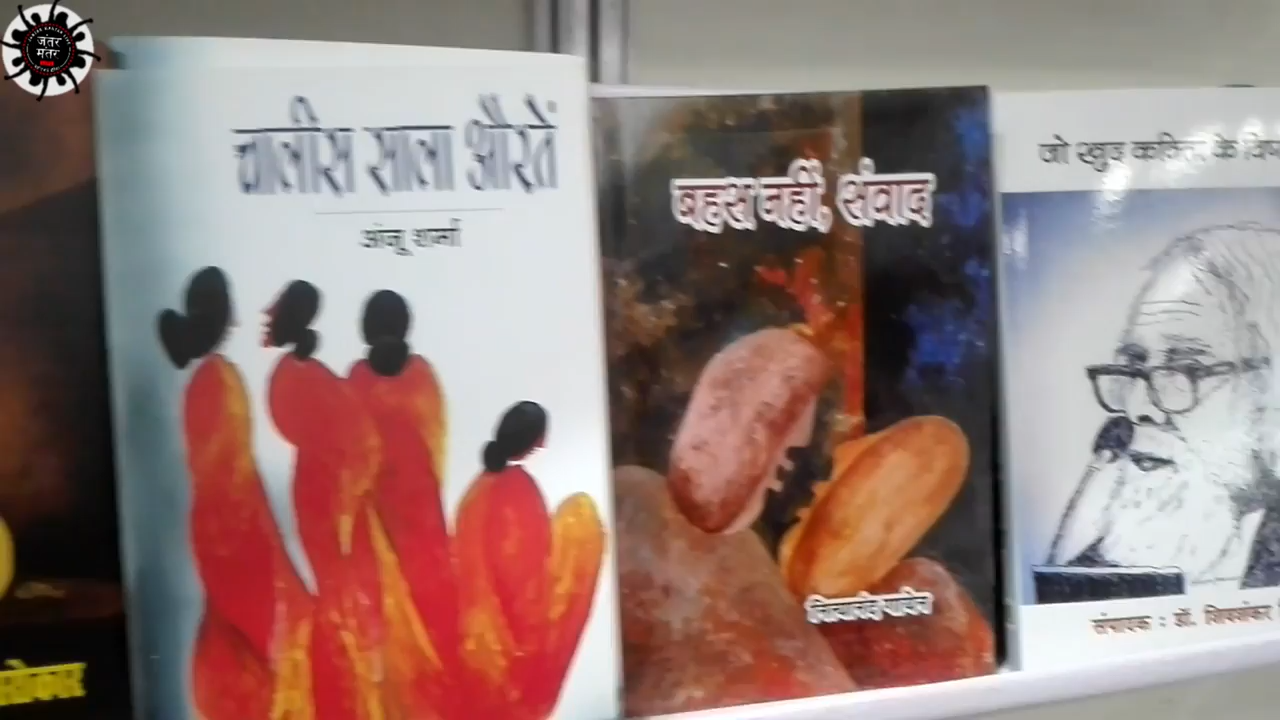 जंतर
मंतर
चालीस साला औरतें
अंजू शर्मा
बहस नहीं, संवाद
जो खुद कविता के
संपादक : डॉ. शिवशंकर